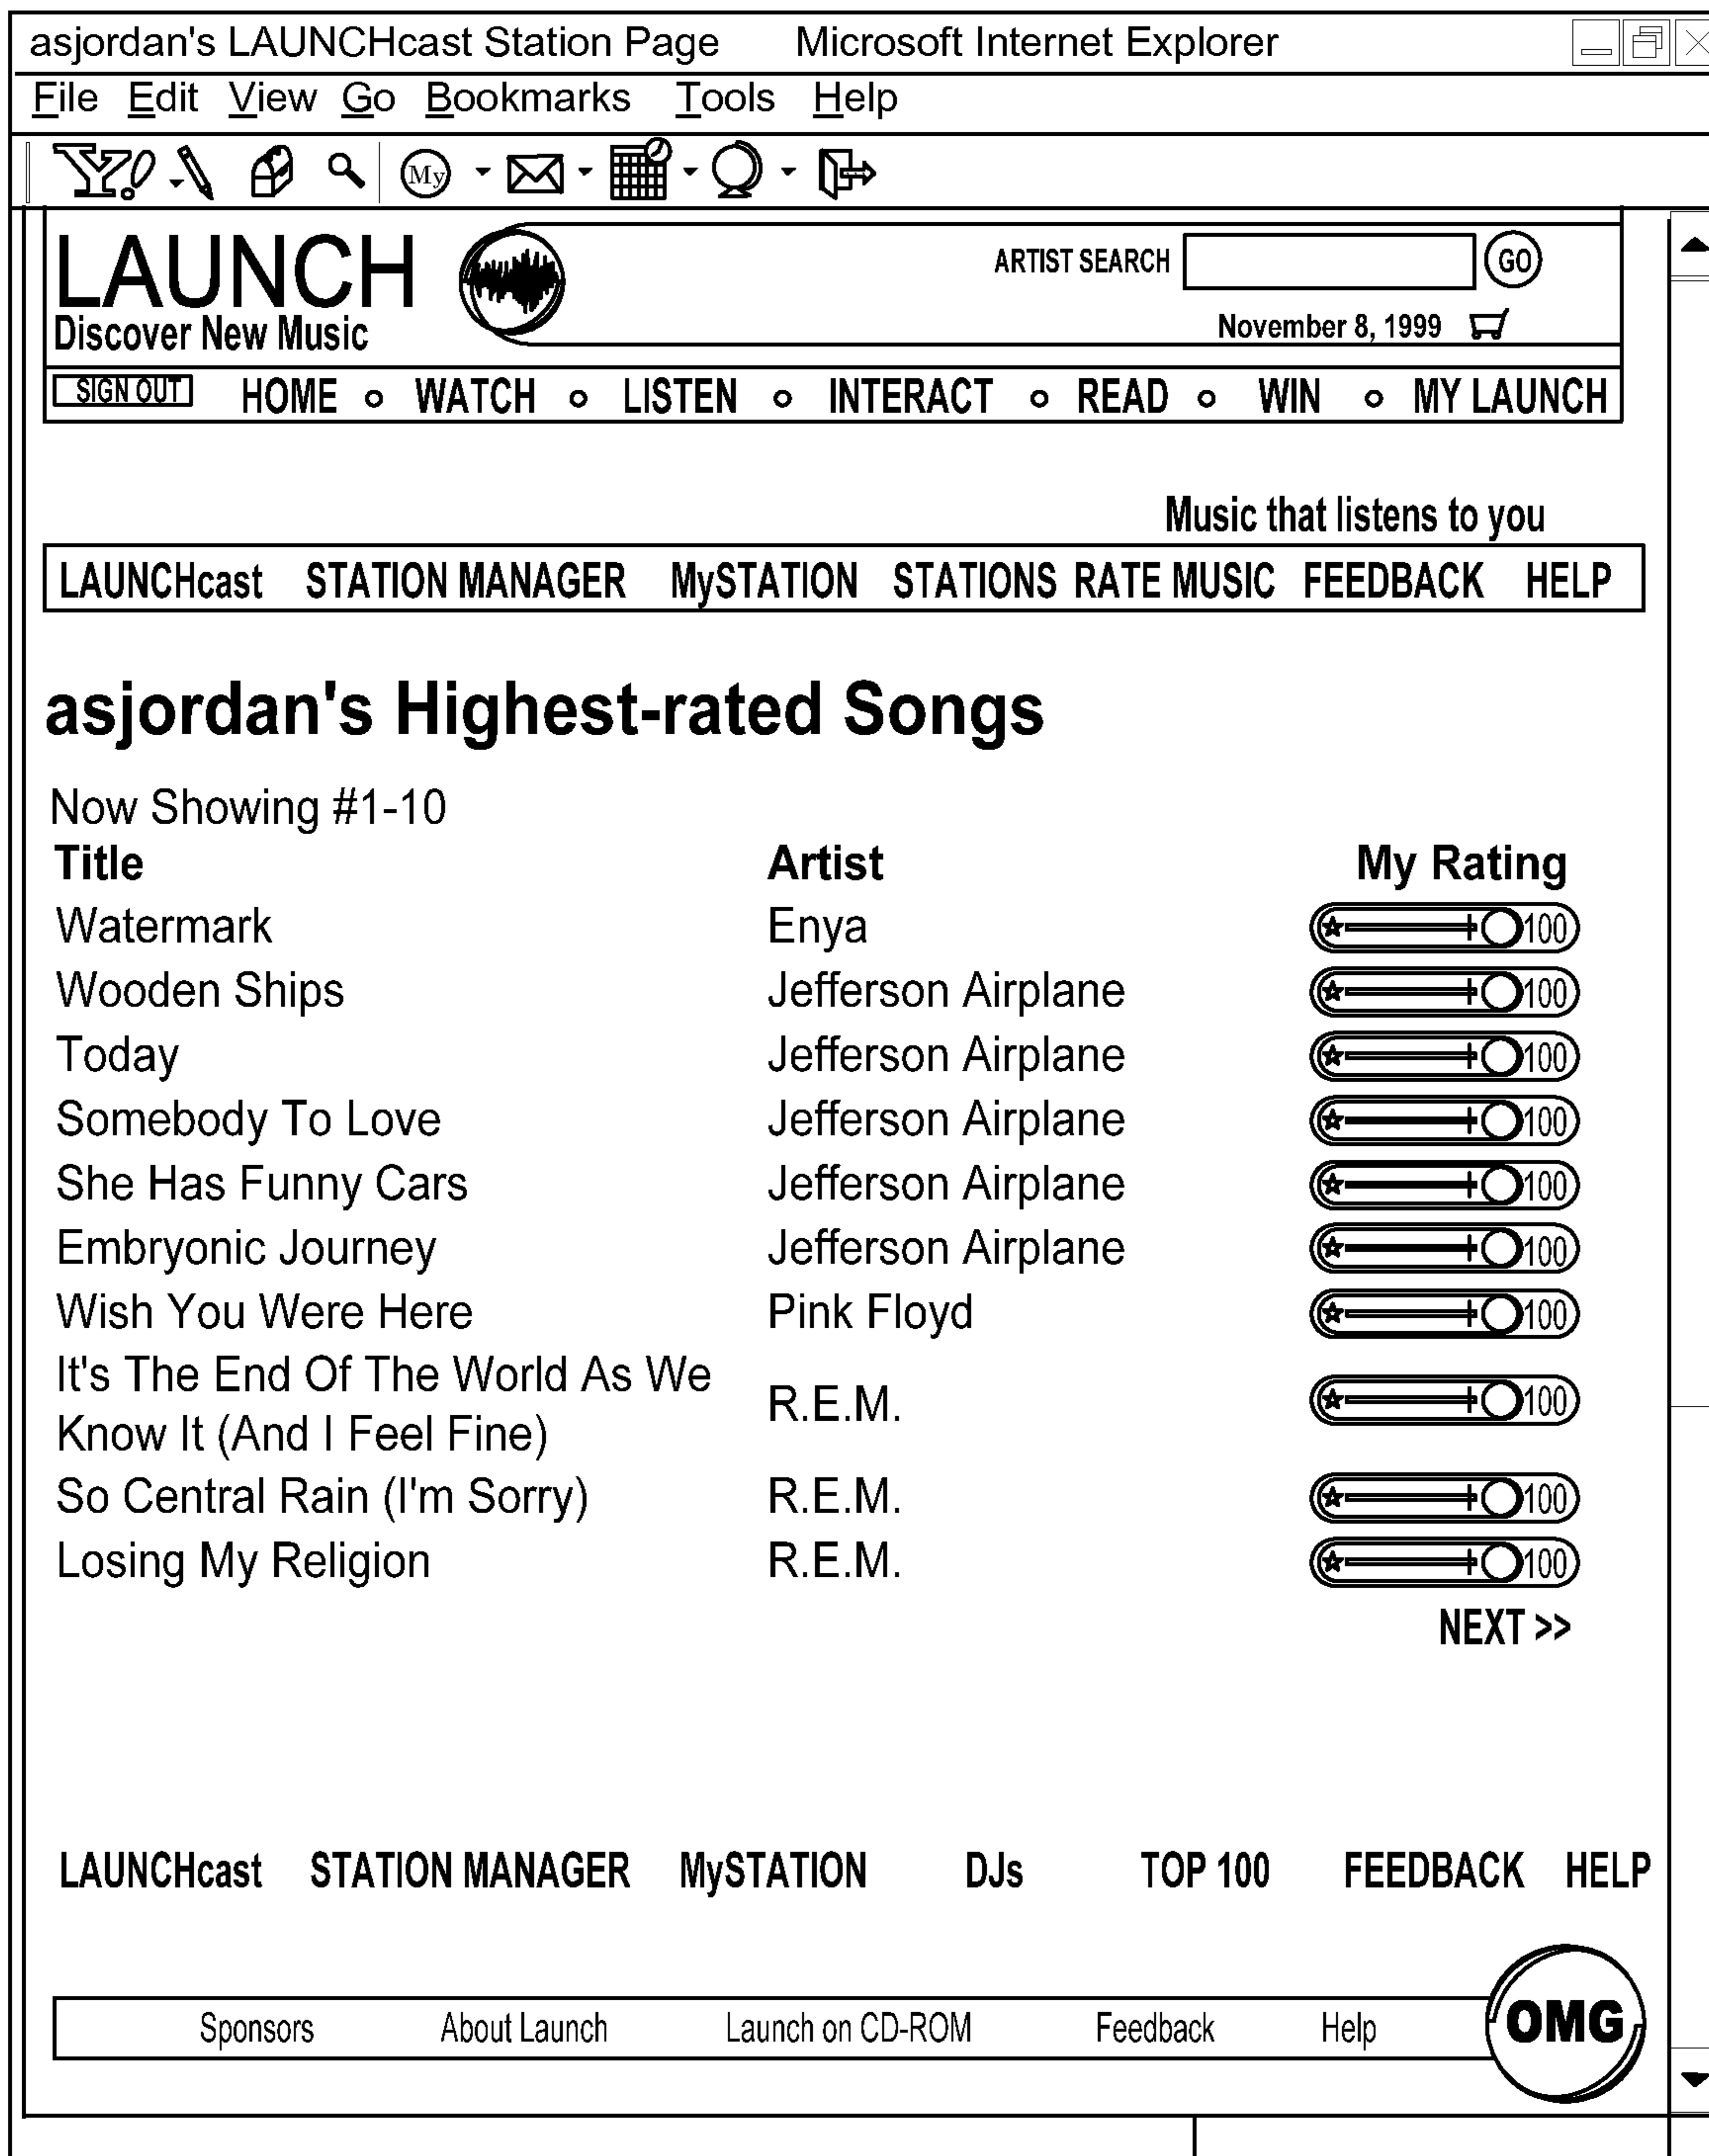 asjordan's LAUNCHcast Station Page Microsoft Internet Explorer
File Edit View Go Bookmarks Tools Help
Y! My
LAUNCH
ARTIST SEARCH GO
Discover New Music
November 8, 1999
SIGN OUT HOME WATCH LISTEN INTERACT READ WIN MY LAUNCH
Music that listens to you
LAUNCHcast STATION MANAGER MySTATION STATIONS RATE MUSIC FEEDBACK HELP
asjordan's Highest-rated Songs
Now Showing #1-10
Title Artist My Rating
Watermark Enya 100
Wooden Ships Jefferson Airplane 100
Today Jefferson Airplane 100
Somebody To Love Jefferson Airplane 100
She Has Funny Cars Jefferson Airplane 100
Embryonic Journey Jefferson Airplane 100
Wish You Were Here Pink Floyd 100
It's The End Of The World As We
Know It (And I Feel Fine) R.E.M. 100
So Central Rain (I'm Sorry) R.E.M. 100
Losing My Religion R.E.M. 100
NEXT >>
LAUNCHcast STATION MANAGER MySTATION DJs TOP 100 FEEDBACK HELP
Sponsors About Launch Launch on CD-ROM Feedback Help OMG